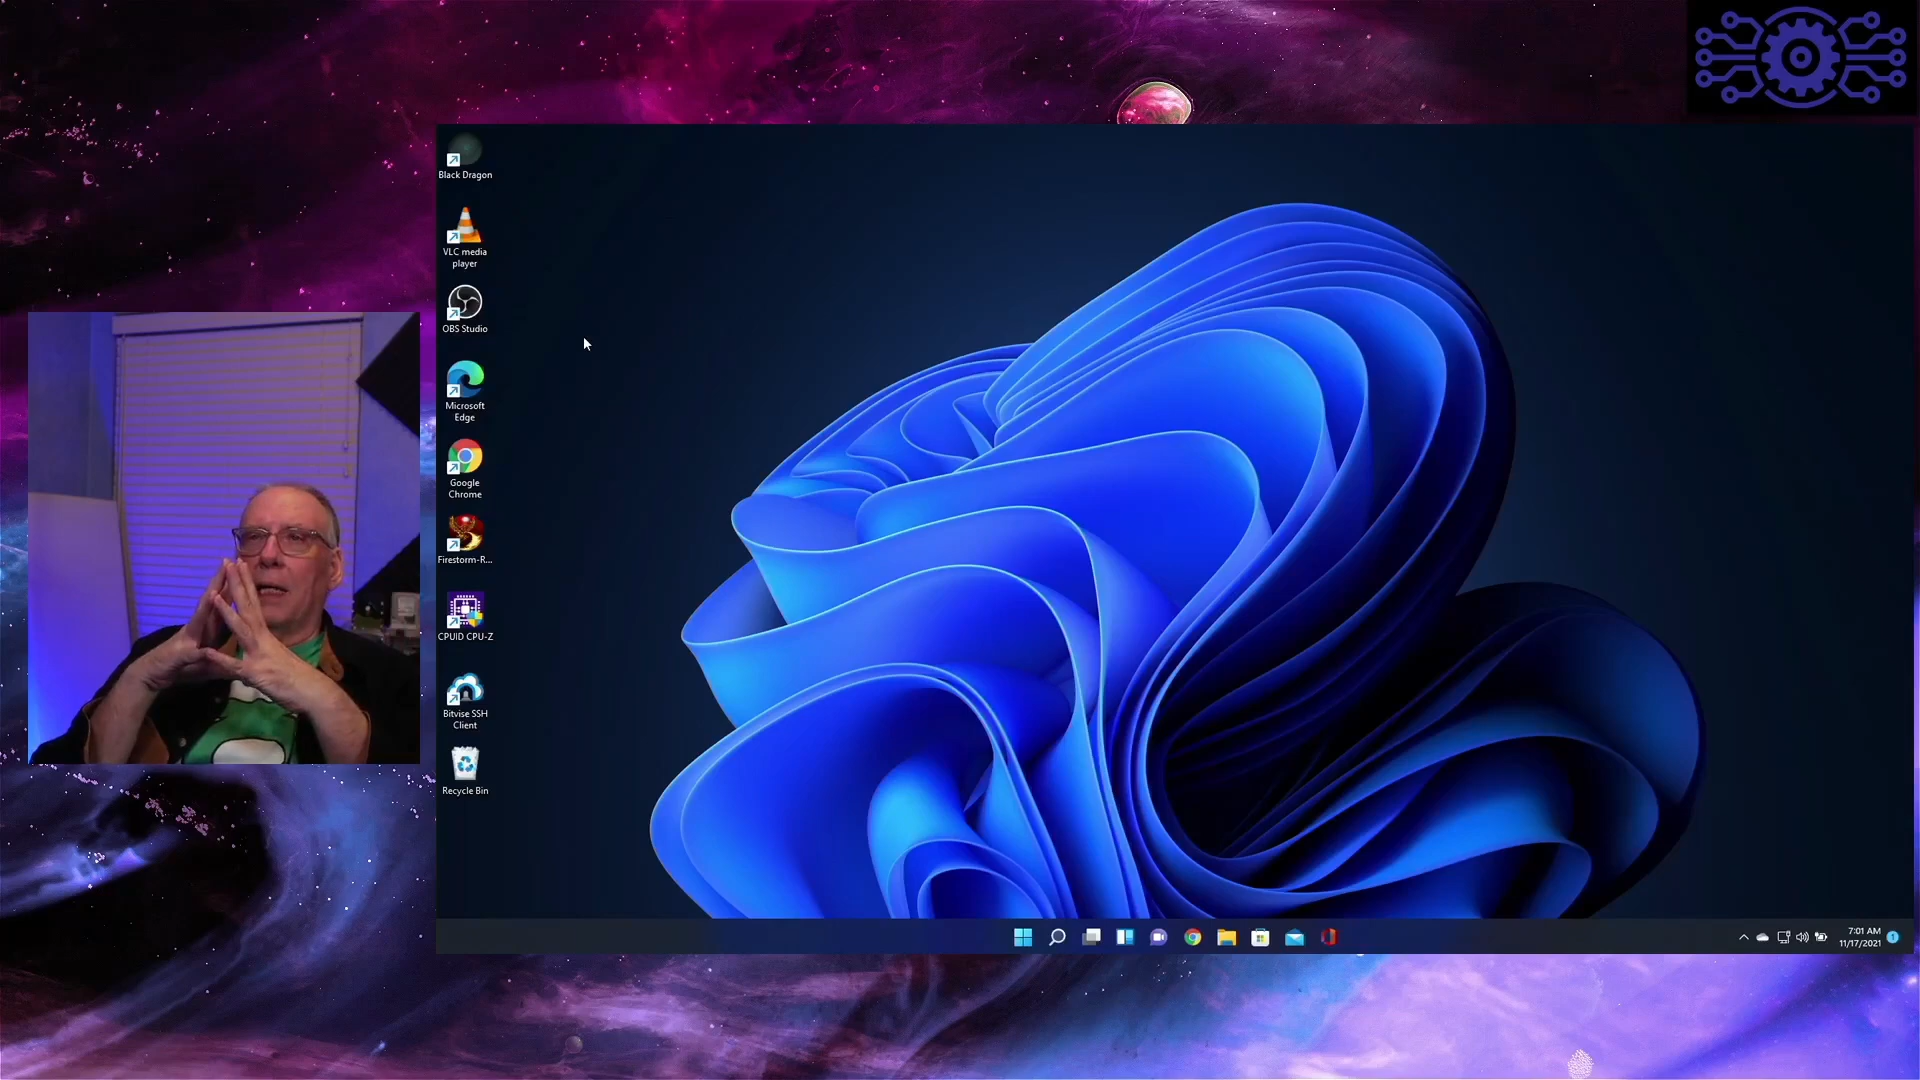 Black Dragon
VLC media
player
OBS Studio
Microsoft
Edge
Google
Chrome
Firestorm-R...
CPUID CPU-Z
Bitvise SSH
Client
Recycle Bin
7:01 AM
11/17/2021
1